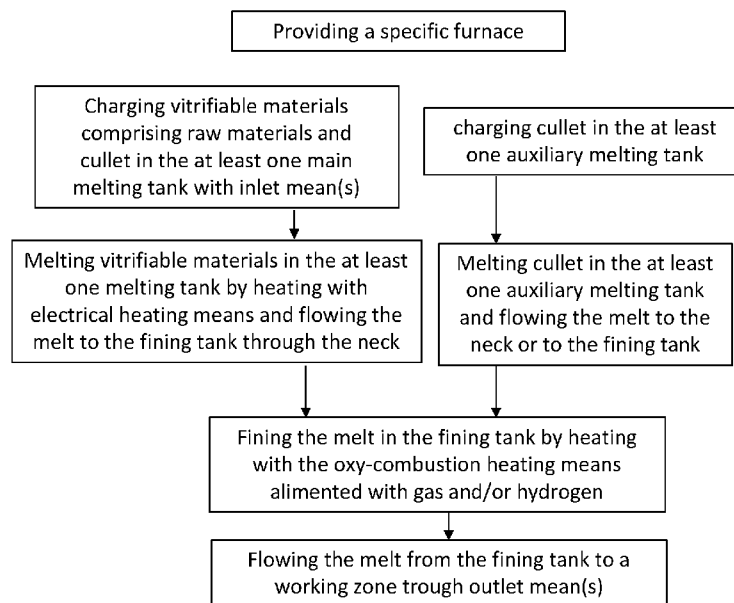 Providing a specific furnace
Charging vitrifiable materials
comprising raw materials and
cullet in the at least one main
melting tank with inlet mean(s)
charging cullet in the at least
one auxiliary melting tank
Melting vitrifiable materials in the at least
one melting tank by heating with
electrical heating means and flowing the
melt to the fining tank through the neck
Melting cullet in the at least
one auxiliary melting tank
and flowing the melt to the
neck or to the fining tank
Fining the melt in the fining tank by heating
with the oxy-combustion heating means
alimented with gas and/or hydrogen
Flowing the melt from the fining tank to a
working zone trough outlet mean(s)